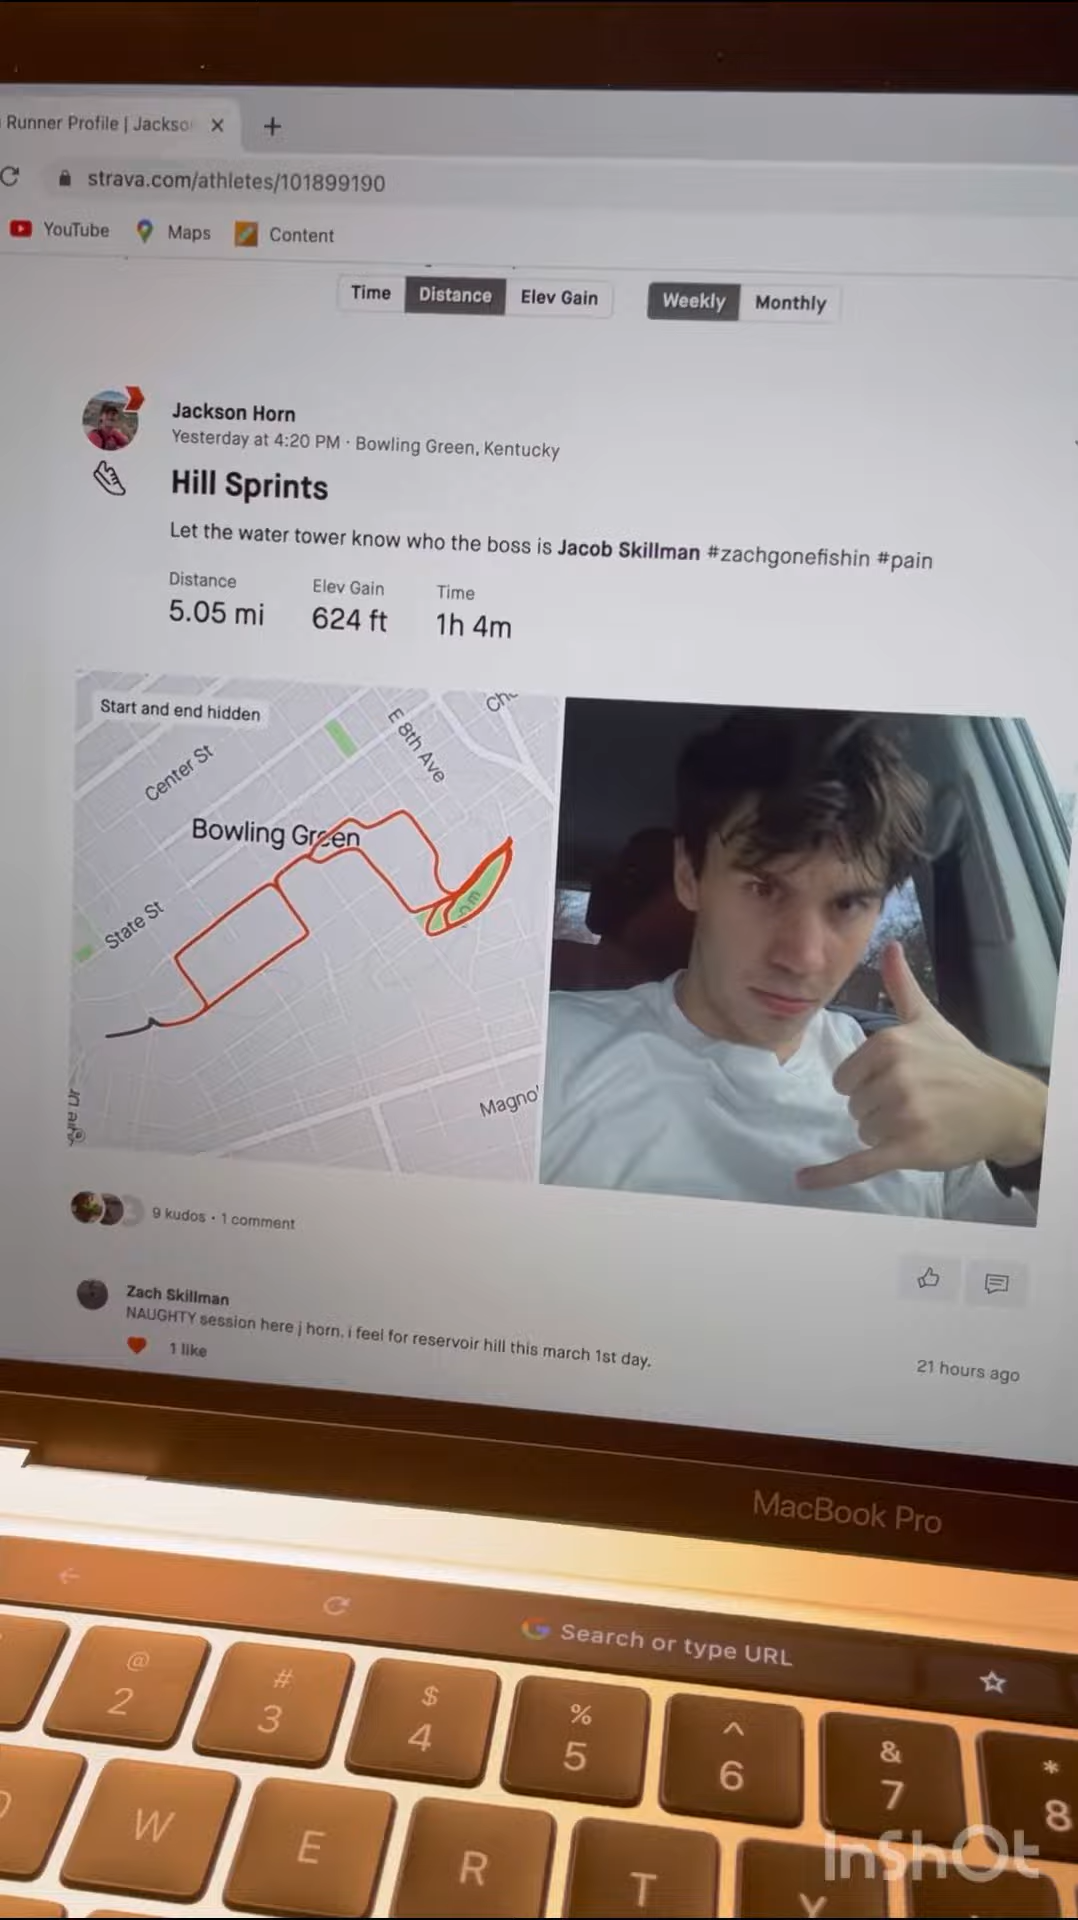 Runner Profile | Jackso
strava.com/athletes/101899190
YouTube Maps Content
Time Distance Elev Gain Weekly Monthly
Jackson Horn
Yesterday at 4:20 PM · Bowling Green, Kentucky
Hill Sprints
Let the water tower know who the boss is Jacob Skillman #zachgonefishin #pain
Distance Elev Gain Time
5.05 mi 624 ft 1h 4m
Start and end hidden
Center St
E 8th Ave
Bowling Green
State St
Magno
9 kudos · 1 comment
Zach Skillman
NAUGHTY session here j horn. i feel for reservoir hill this march 1st day.
1 like
21 hours ago
MacBook Pro
Search or type URL
@ # $ % ^ & *
2 3 4 5 6 7 8
W E R T Y
InShOt